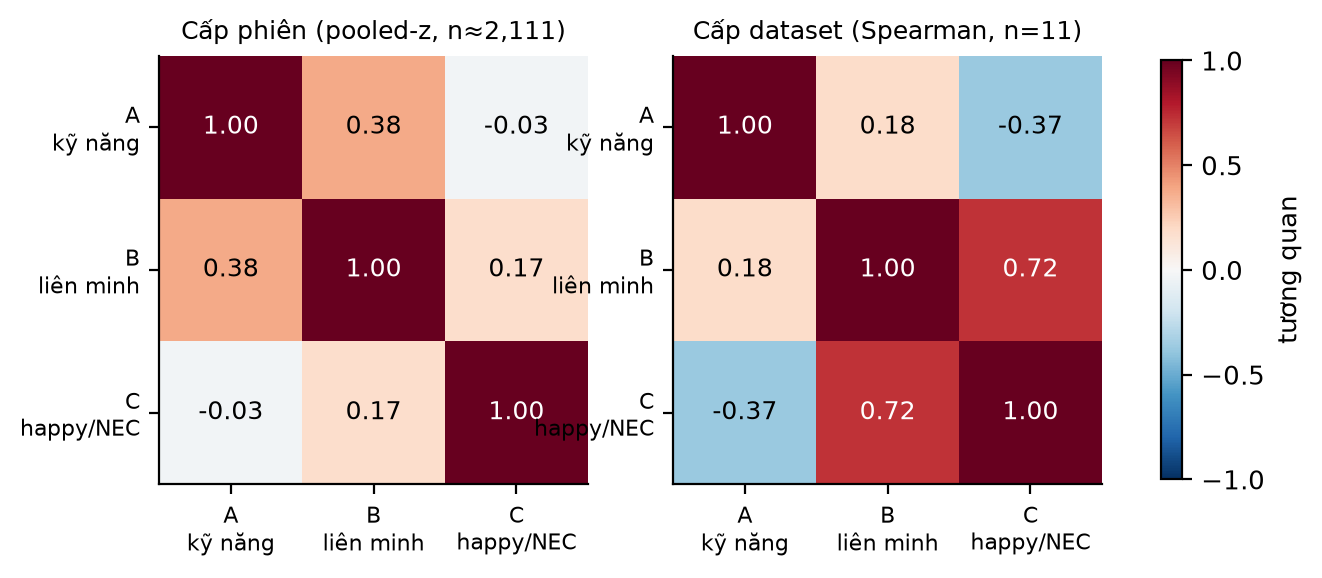 Cấp phiên (pooled-z, n≈2,111)
A
kỹ năng
1.00
0.38
-0.03
B
liên minh
0.38
1.00
0.17
C
happy/NEC
-0.03
0.17
1.00
A
kỹ năng
B
liên minh
C
happy/NEC
Cấp dataset (Spearman, n=11)
A
kỹ năng
1.00
0.18
-0.37
B
liên minh
0.18
1.00
0.72
C
happy/NEC
-0.37
0.72
1.00
A
kỹ năng
B
liên minh
C
happy/NEC
1.0
0.5
0.0
−0.5
−1.0
tương quan